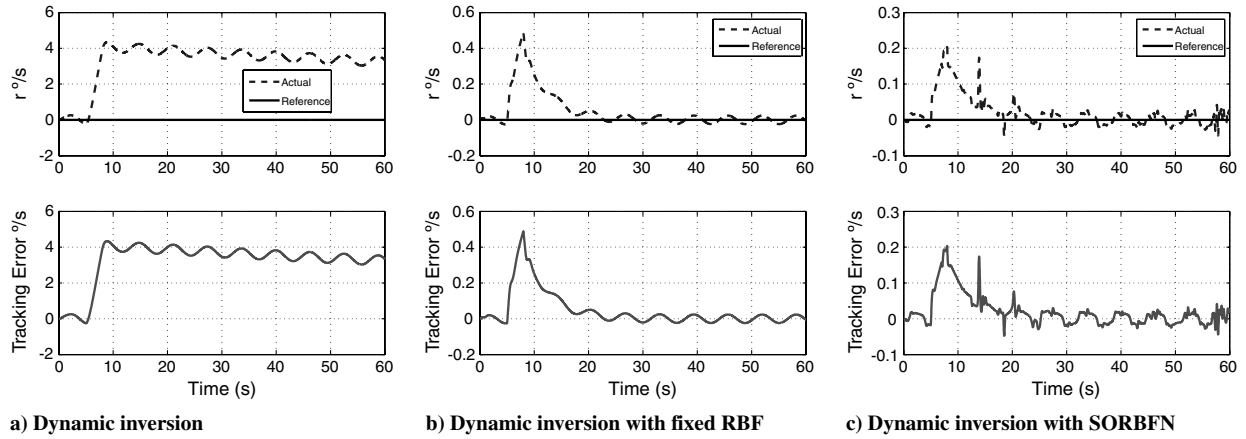 6
4
2
0
2
r °/s
0 10 20 30 40 50 60
Actual
Reference
6
4
2
0
2
Tracking Error °/s
0 10 20 30 40 50 60
Time (s)
a) Dynamic inversion
0.6
0.4
0.2
0
0.2
r °/s
0 10 20 30 40 50 60
Actual
Reference
0.6
0.4
0.2
0
0.2
Tracking Error °/s
0 10 20 30 40 50 60
Time (s)
b) Dynamic inversion with fixed RBF
0.3
0.2
0.1
0
0.1
r °/s
0 10 20 30 40 50 60
Actual
Reference
0.3
0.2
0.1
0
0.1
Tracking Error °/s
0 10 20 30 40 50 60
Time (s)
c) Dynamic inversion with SORBFN